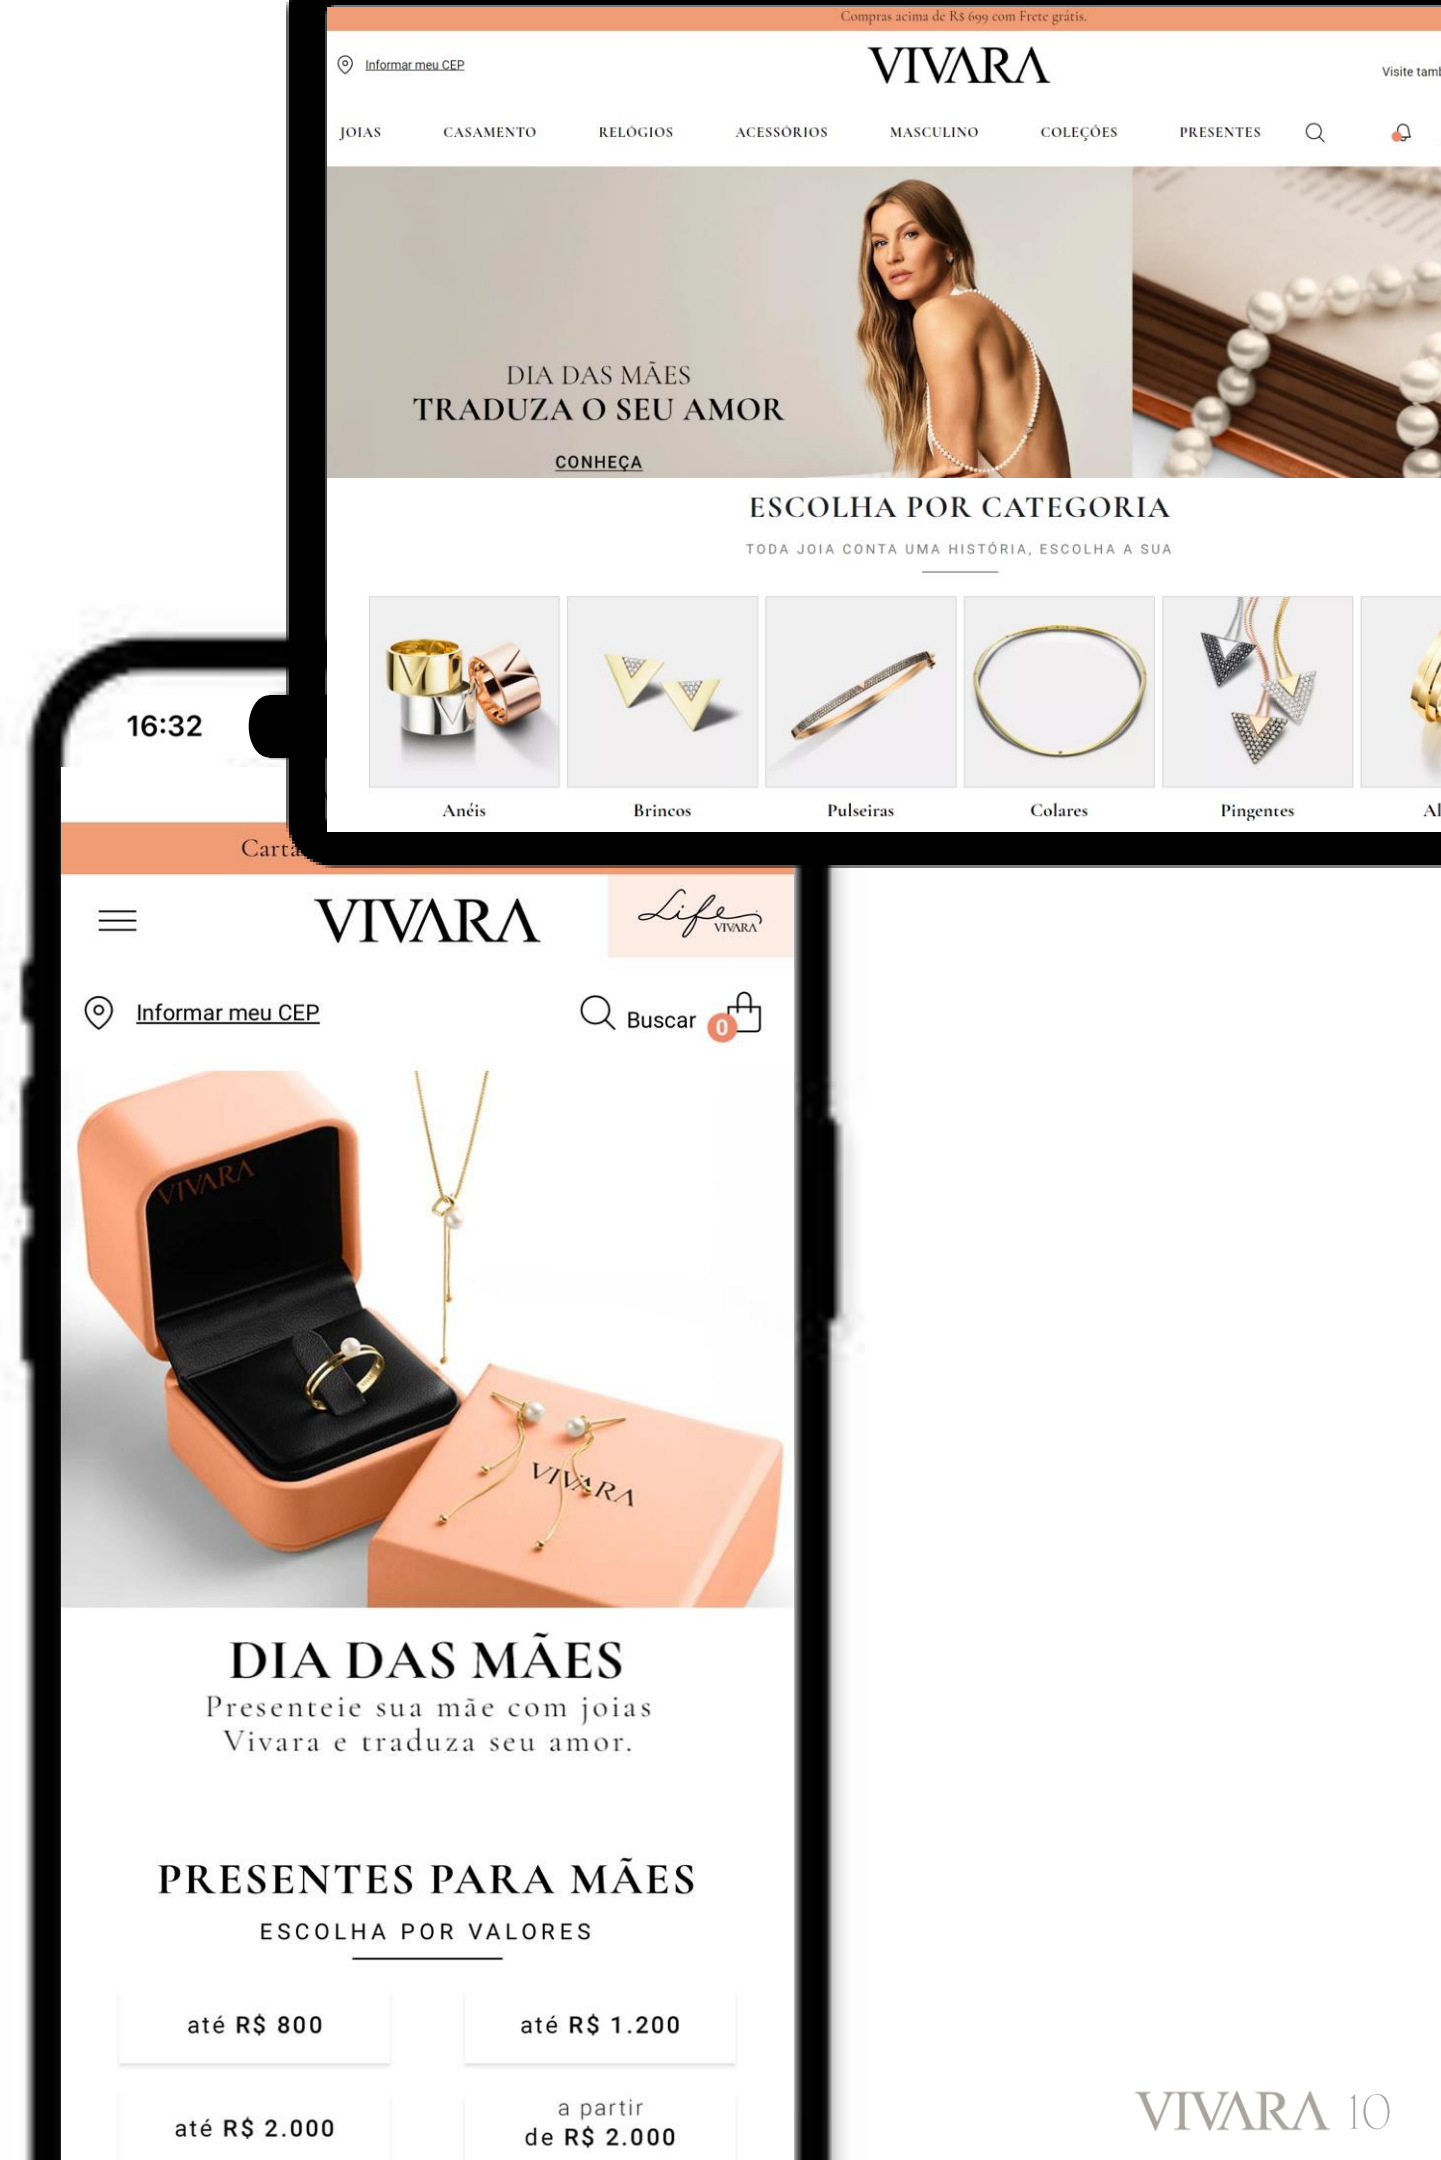 Compras acima de R$ 699 com Frete grátis.
Informar meu CEP
VIVARA
Visite
JOIAS CASAMENTO RELÓGIOS ACESSÓRIOS MASCULINO COLEÇÕES PRESENTES
DIA DAS MÃES
TRADUZA O SEU AMOR
CONHEÇA
ESCOLHA POR CATEGORIA
TODA JOIA CONTA UMA HISTÓRIA, ESCOLHA A SUA
Anéis Brincos Pulseiras Colares Pingentes
16:32
VIVARA
Life
VIVARA
Informar meu CEP
Buscar 0
VIVARA
VIVARA
DIA DAS MÃES
Presenteie sua mãe com joias
Vivara e traduza seu amor.
PRESENTES PARA MÃES
ESCOLHA POR VALORES
até R$ 800
até R$ 1.200
até R$ 2.000
a partir
de R$ 2.000
VIVARA 10